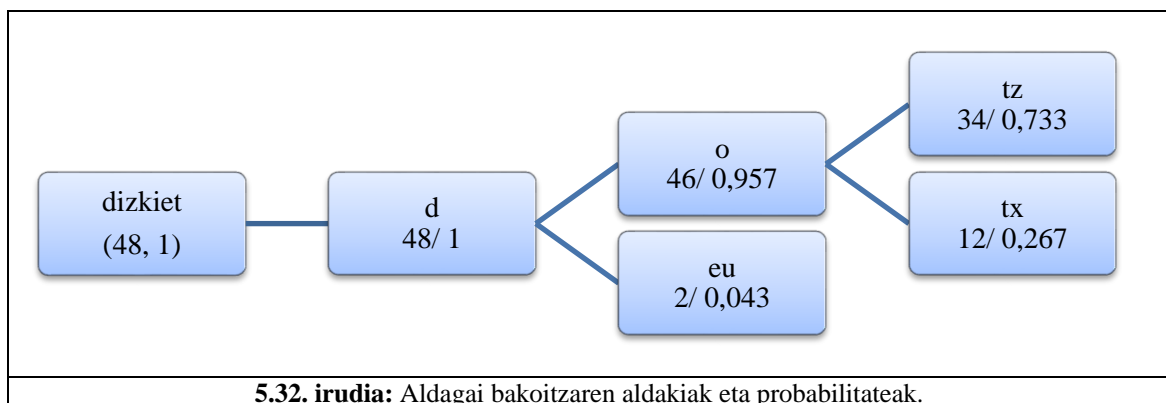 dizkiet
(48, 1)
d
48/ 1
o
46/ 0,957
eu
2/ 0,043
tz
34/ 0,733
tx
12/ 0,267
5.32. irudia: Aldagai bakoitzaren aldakiak eta probabilitateak.